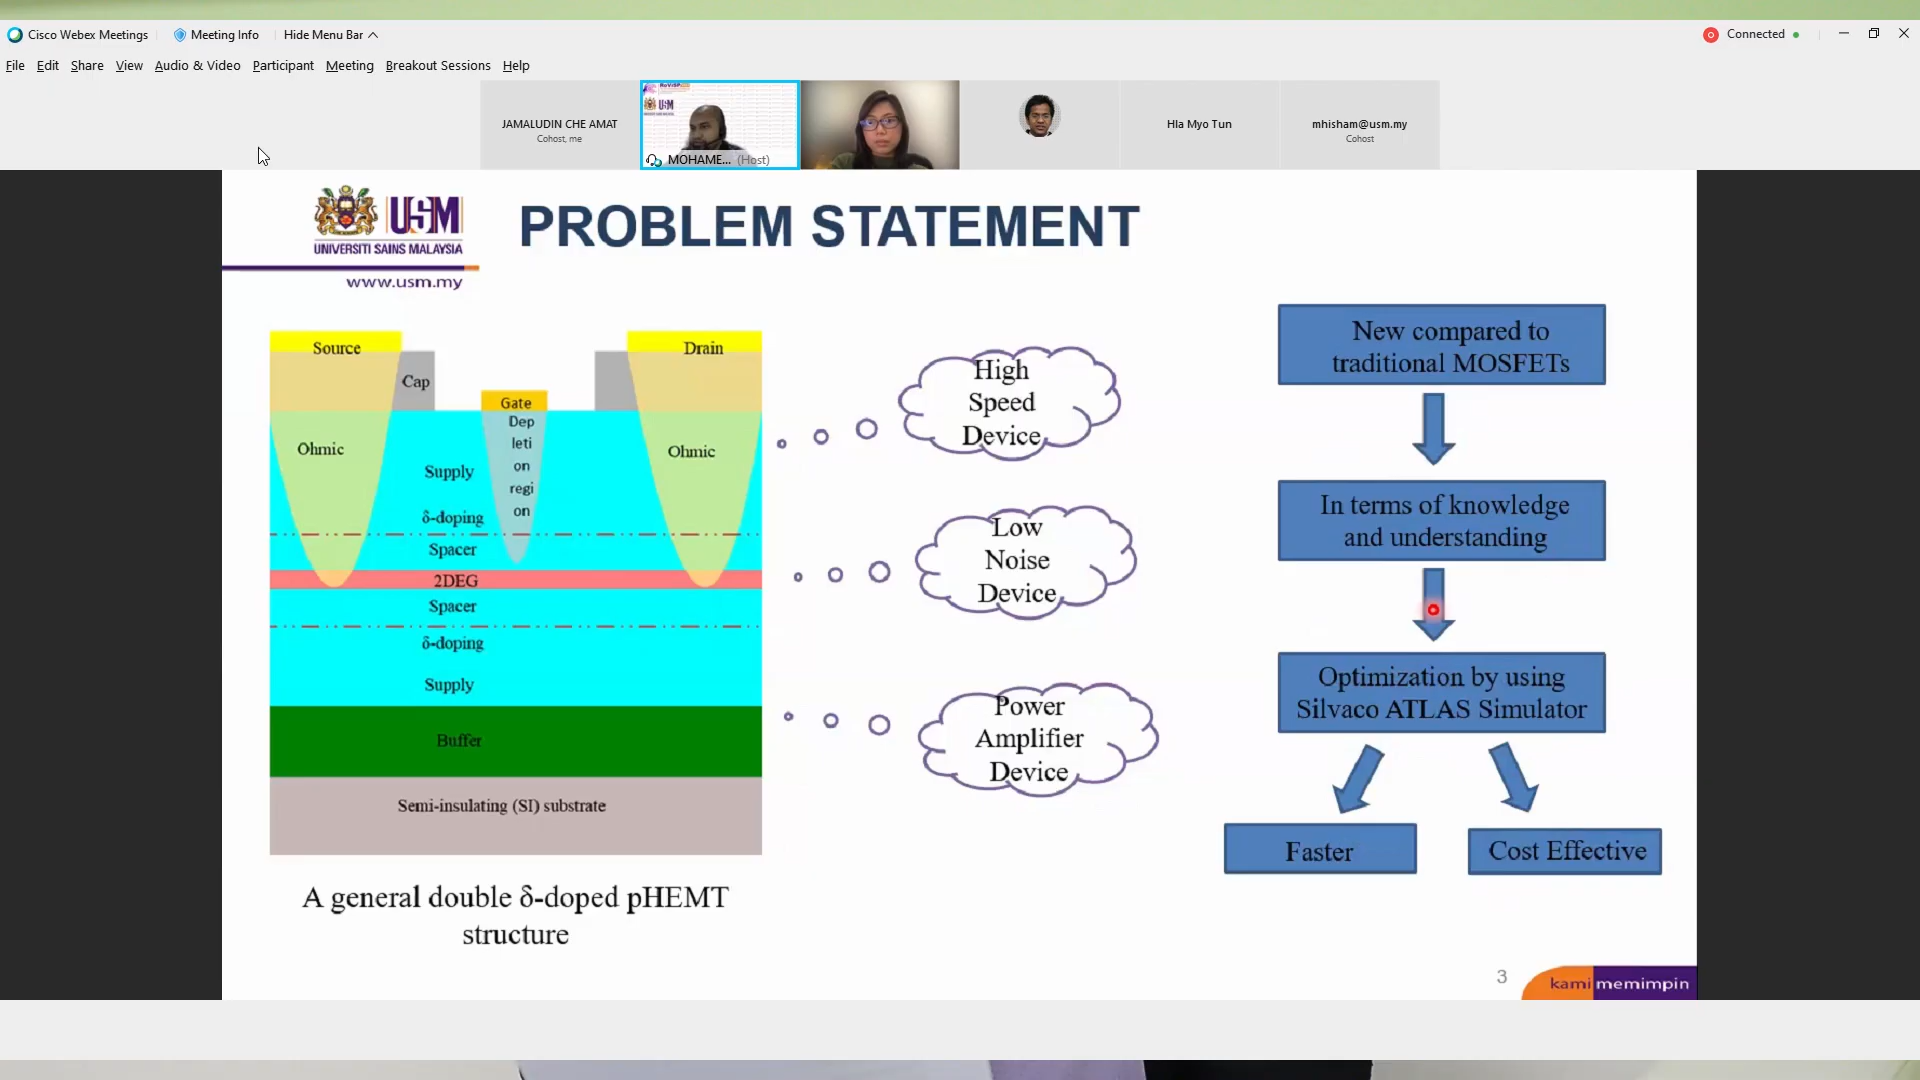 Cisco Webex Meetings
Meeting Info
Hide Menu Bar
Connected
File Edit Share View Audio & Video Participant Meeting Breakout Sessions Help
JAMALUDIN CHE AMAT
Cohost, me
USM
MOHAME... (Host)
Hla Myo Tun
mhisham@usm.my
Cohost
USM
UNIVERSITI SAINS MALAYSIA
www.usm.my
PROBLEM STATEMENT
Source
Drain
Cap
Gate
Dep
leti
on
regi
on
Ohmic
Ohmic
Supply
δ-doping
Spacer
2DEG
Spacer
δ-doping
Supply
Buffer
Semi-insulating (SI) substrate
A general double δ-doped pHEMT
structure
High
Speed
Device
Low
Noise
Device
Power
Amplifier
Device
New compared to
traditional MOSFETs
In terms of knowledge
and understanding
Optimization by using
Silvaco ATLAS Simulator
Faster
Cost Effective
3
kami memimpin